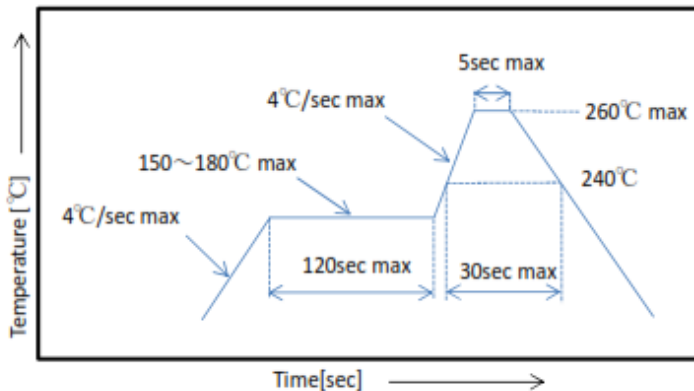 5sec max
4℃/sec max
260℃ max
150～180℃ max
240℃
4℃/sec max
120sec max
30sec max
Temperature [℃]
Time[sec]